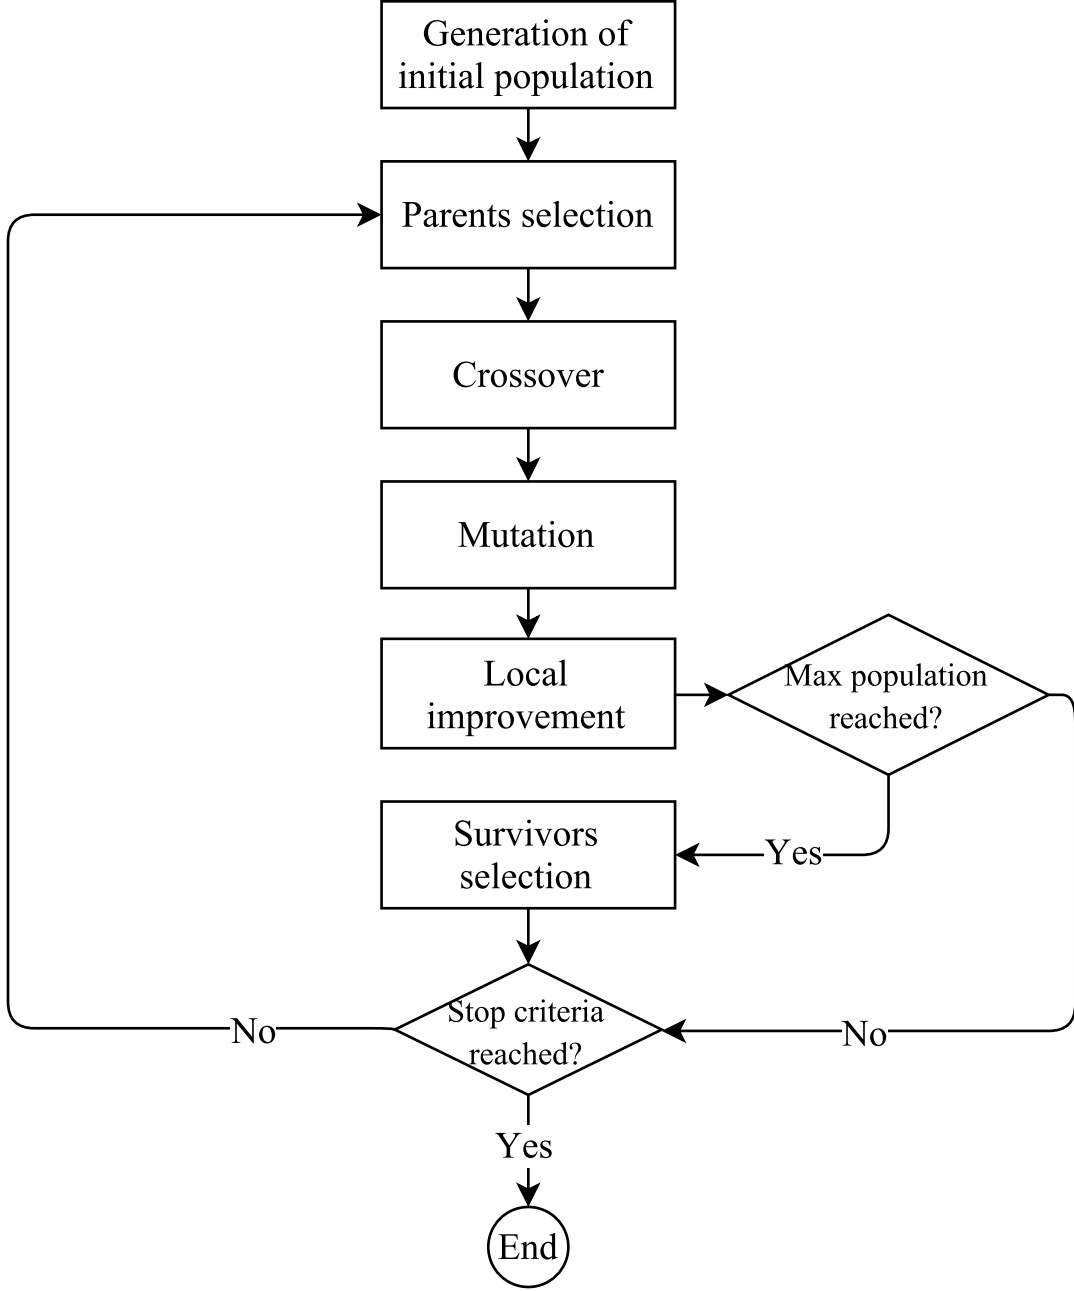 Generation of
initial population
Parents selection
Crossover
Mutation
Local
improvement
Max population
reached?
Survivors
selection
Yes
Stop criteria
reached?
No
No
Yes
End